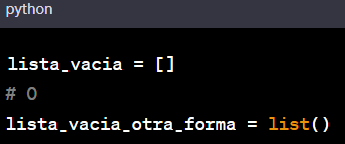 python
lista_vacia = []
# O
lista_vacia_otra_forma = list()